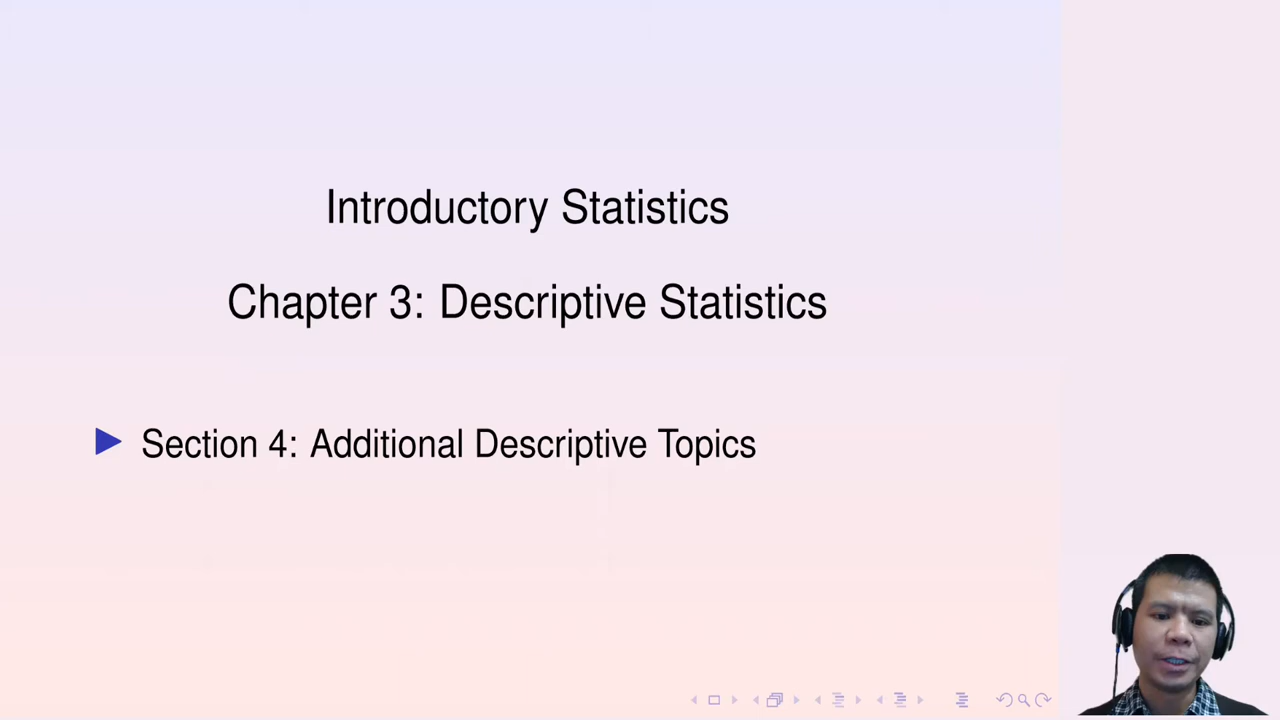 Introductory Statistics
Chapter 3: Descriptive Statistics
Section 4: Additional Descriptive Topics